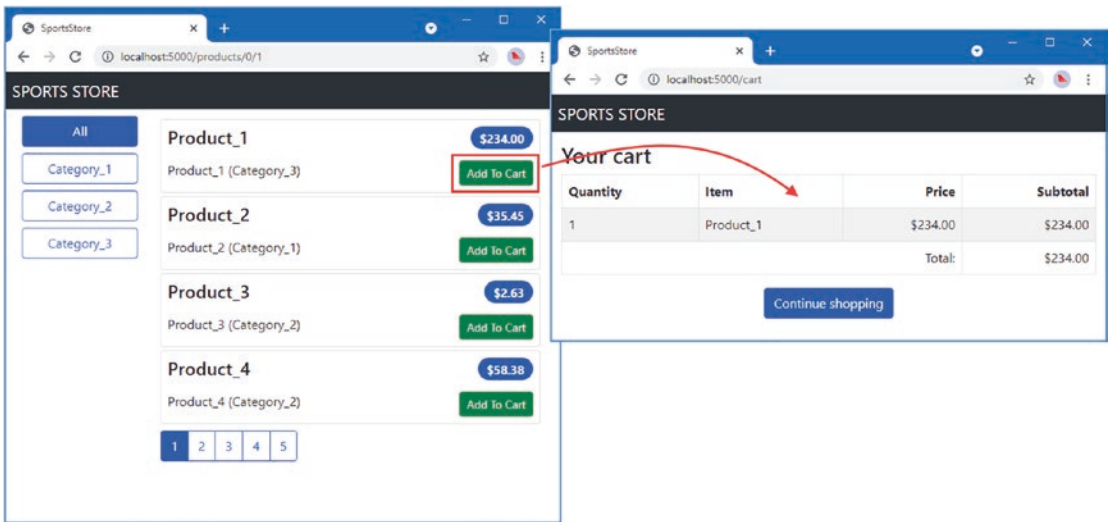 SportsStore
localhost:5000/products/0/1
SPORTS STORE
All
Category_1
Category_2
Category_3
Product_1
$234.00
Product_1 (Category_3)
Add To Cart
Product_2
$35.45
Product_2 (Category_1)
Add To Cart
Product_3
$2.63
Product_3 (Category_2)
Add To Cart
Product_4
$58.38
Product_4 (Category_2)
Add To Cart
1 2 3 4 5
SportsStore
localhost:5000/cart
SPORTS STORE
Your cart
Quantity Item Price Subtotal
1 Product_1 $234.00 $234.00
Total: $234.00
Continue shopping